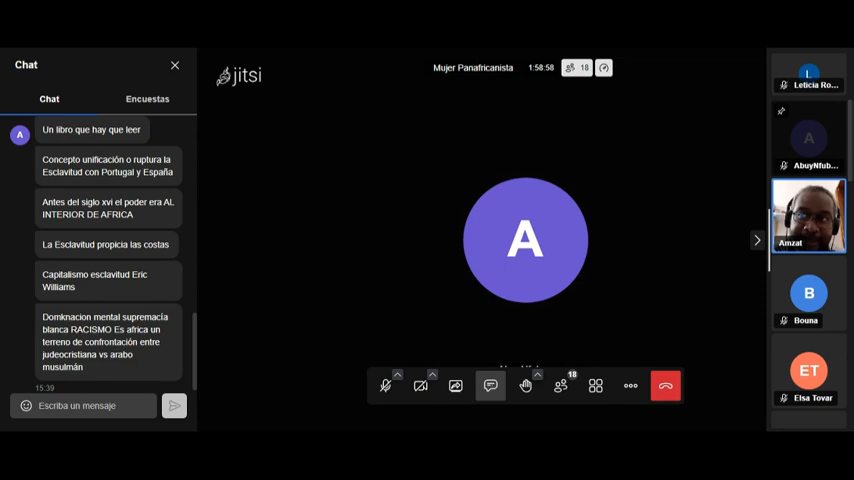 Chat
Chat
Encuestas
A
Un libro que hay que leer
Concepto unificación o ruptura la
Esclavitud con Portugal y España
Antes del siglo xvi el poder era AL
INTERIOR DE AFRICA
La Esclavitud propicia las costas
Capitalismo esclavitud Eric
Williams
Domknacion mental supremacía
blanca RACISMO Es africa un
terreno de confrontación entre
judeocristiana vs arabo
musulmán
15:39
Escriba un mensaje
jitsi
Mujer Panafricanista
1:58:58
18
A
18
L
Leticia Ro...
A
AbuyNfub...
Amzat
B
Bouna
ET
Elsa Tovar